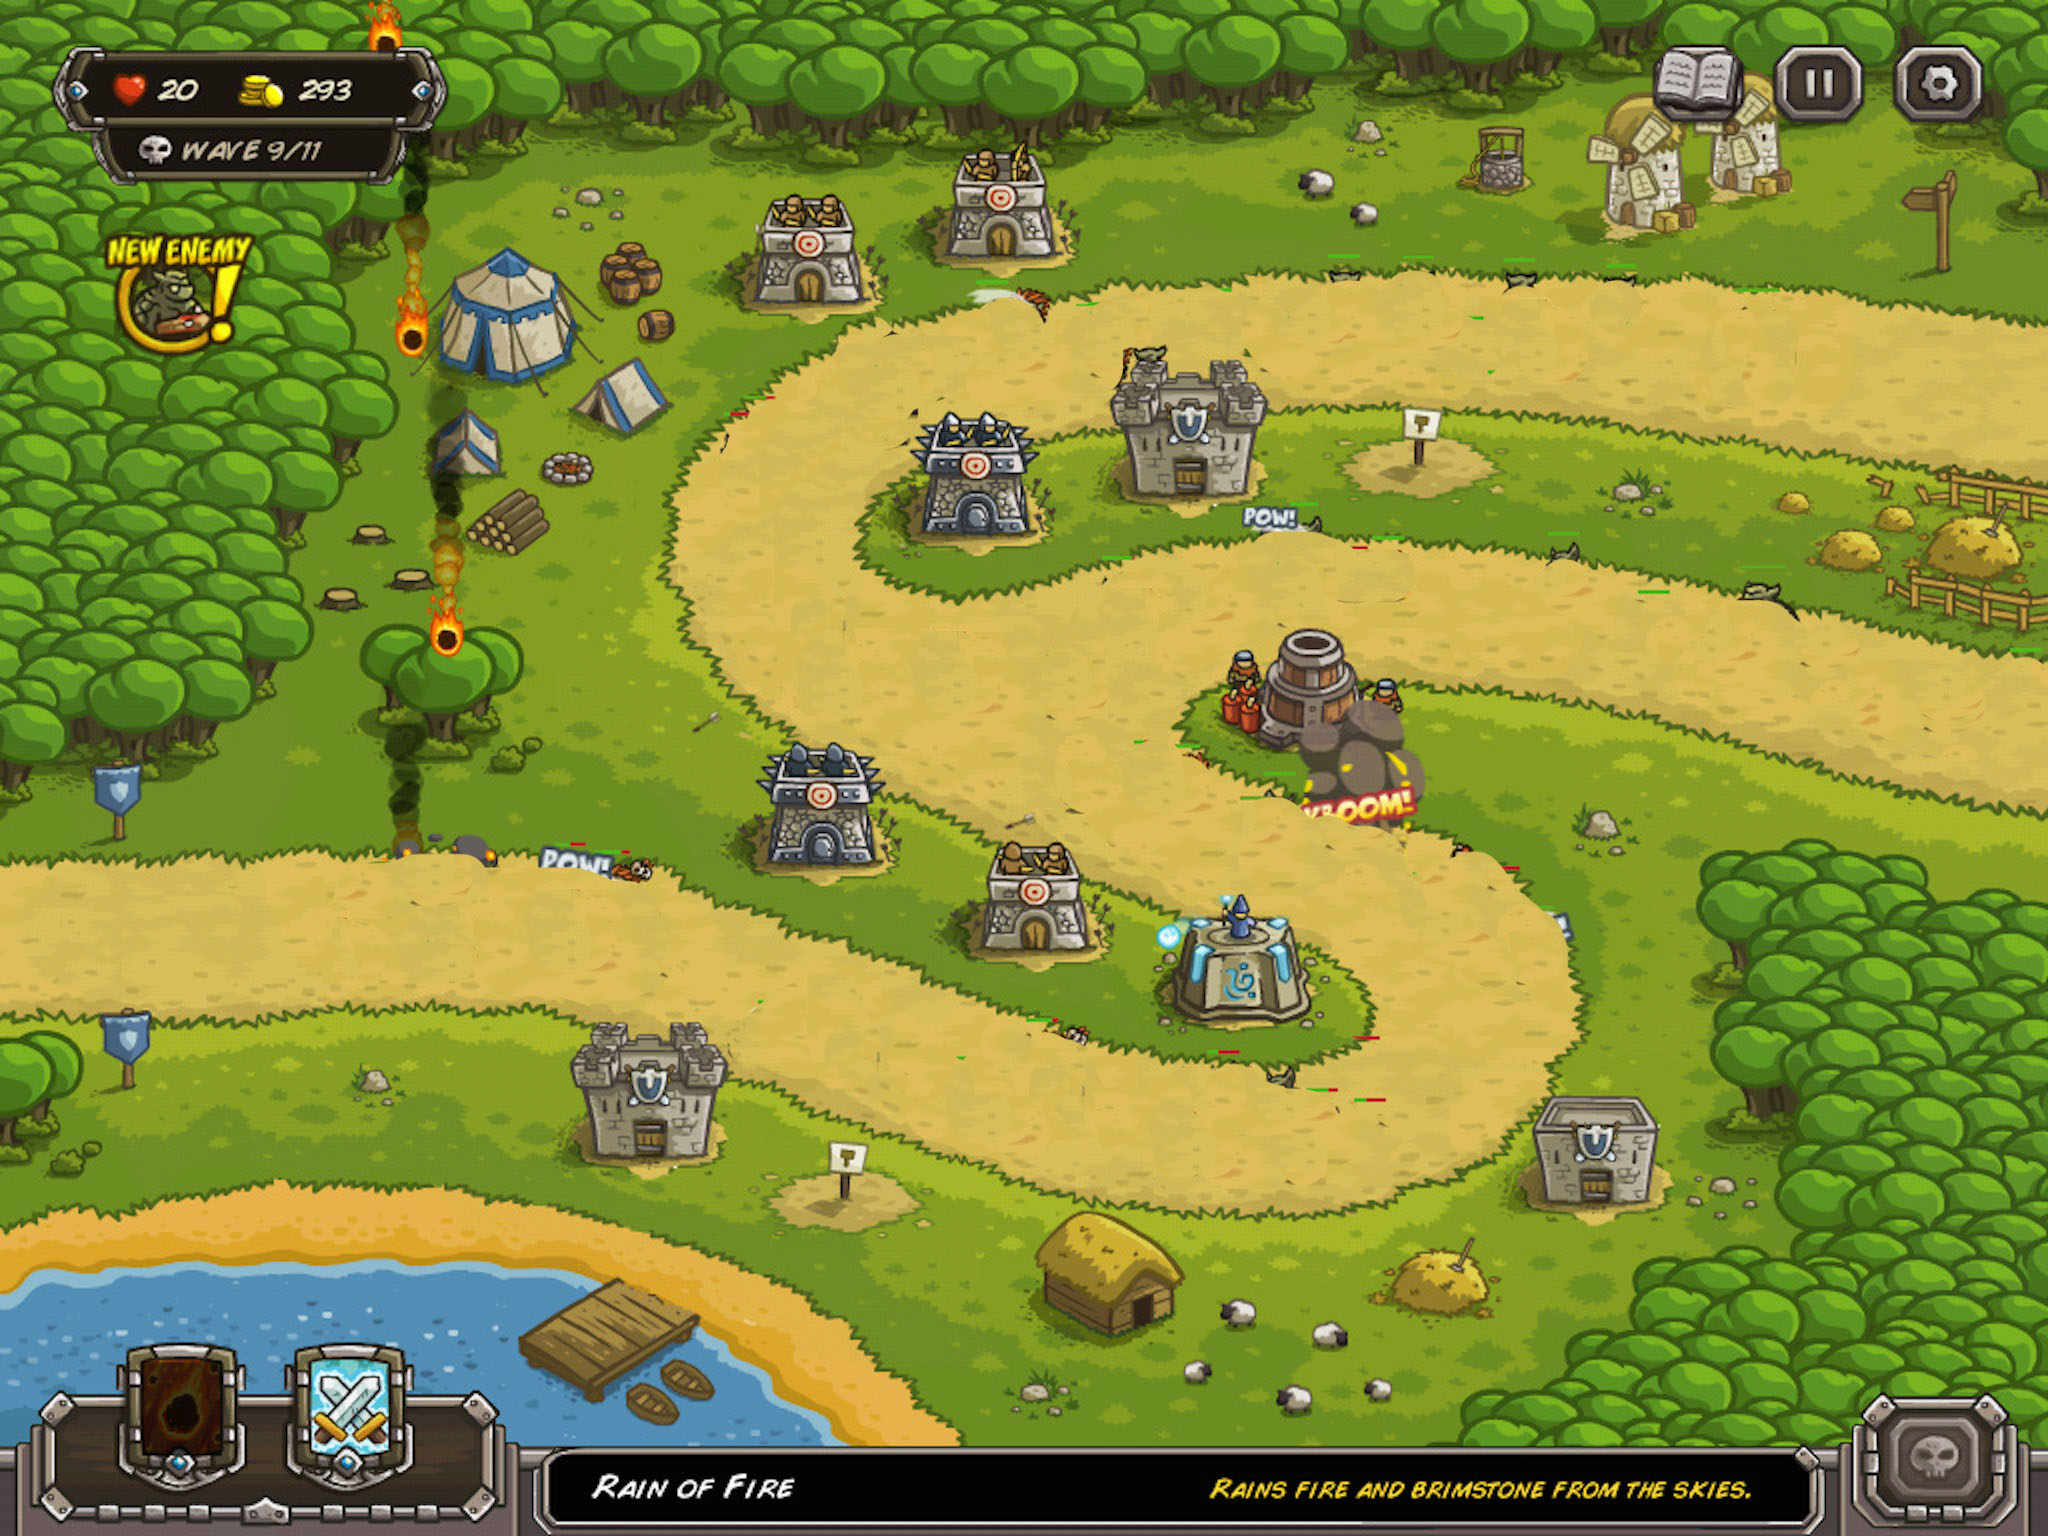 20 293
WAVE 9/11
NEW ENEMY!
POW!
KBOOM!
POW!
RAIN OF FIRE
RAINS FIRE AND BRIMSTONE FROM THE SKIES.